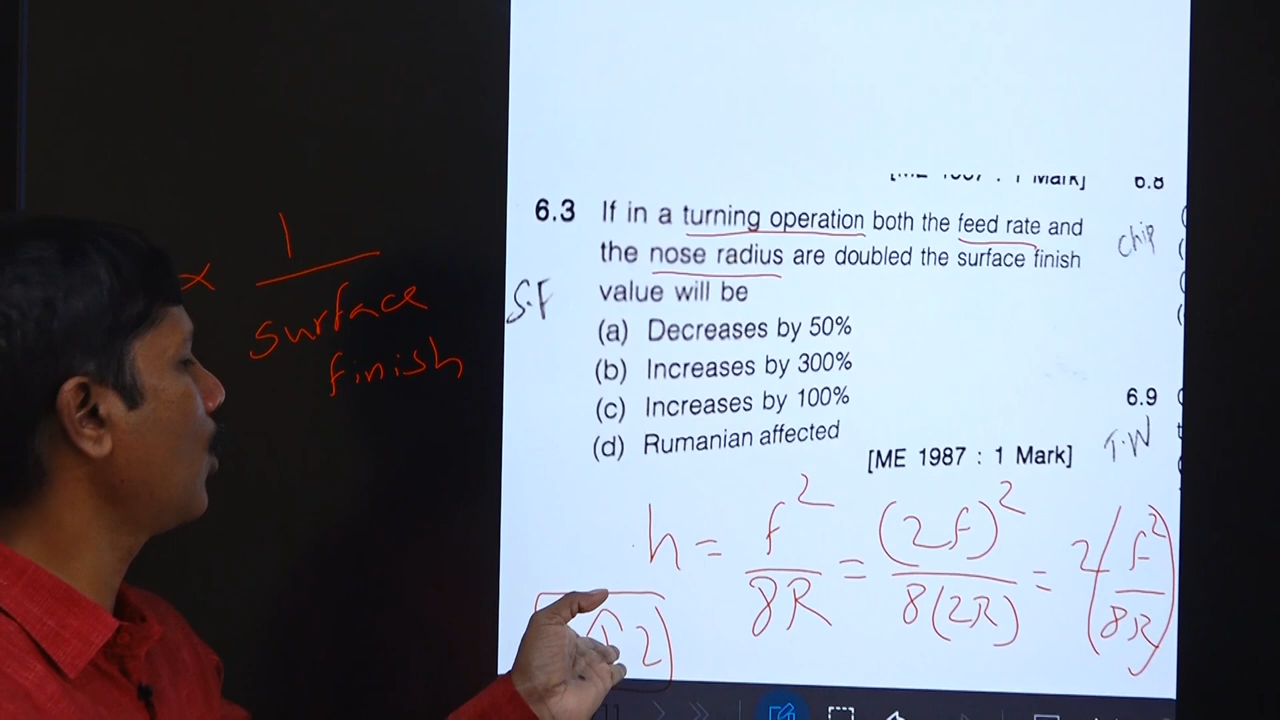 ∝ 1 / surface
finish
[ME 1987 : 1 Mark]
6.8
6.3 If in a turning operation both the feed rate and
the nose radius are doubled the surface finish
value will be
(a) Decreases by 50%
(b) Increases by 300%
(c) Increases by 100%
(d) Rumanian affected
[ME 1987 : 1 Mark]
S.F
chip
6.9
T.W
h = f² / 8R = (2f)² / 8(2R) = 2(f² / 8R)